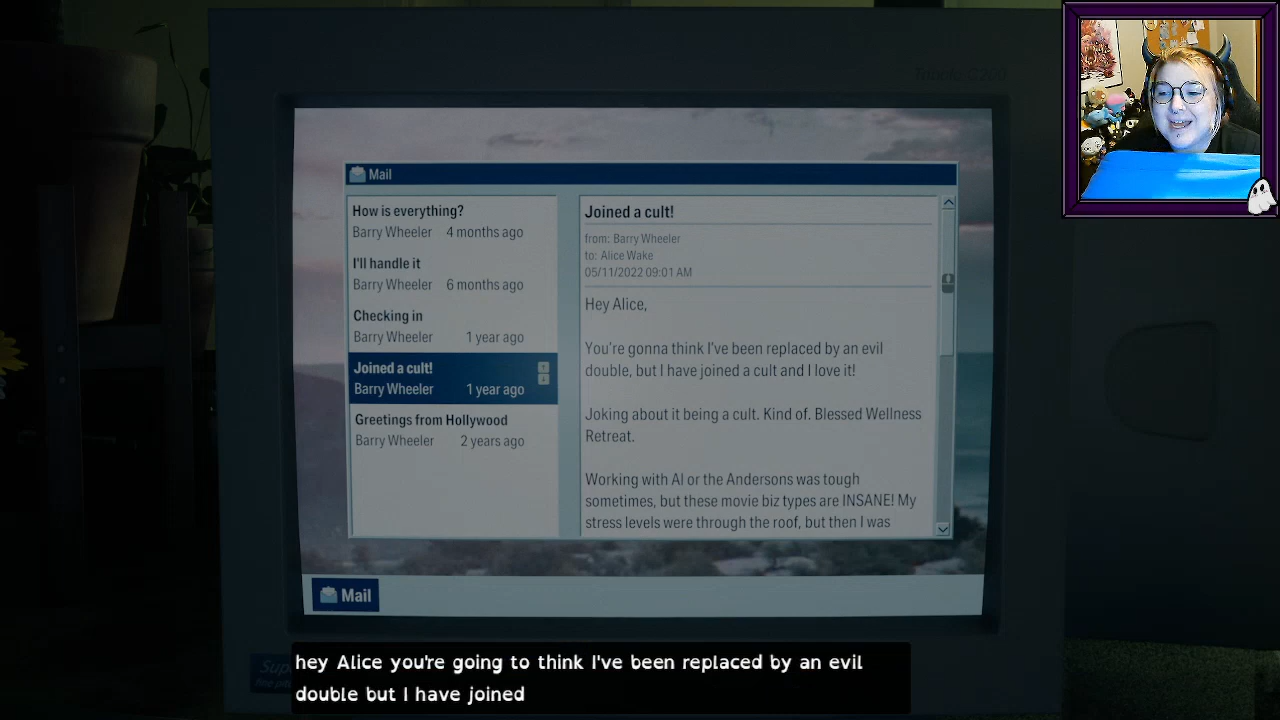 Mail
How is everything?
Barry Wheeler 4 months ago
I'll handle it
Barry Wheeler 6 months ago
Checking in
Barry Wheeler 1 year ago
Joined a cult!
Barry Wheeler 1 year ago
Greetings from Hollywood
Barry Wheeler 2 years ago
Joined a cult!
from: Barry Wheeler
to: Alice Wake
05/11/2022 09:01 AM
Hey Alice,
You're gonna think I've been replaced by an evil
double, but I have joined a cult and I love it!
Joking about it being a cult. Kind of. Blessed Wellness
Retreat.
Working with Al or the Andersons was tough
sometimes, but these movie biz types are INSANE! My
stress levels were through the roof, but then I was
Mail
hey Alice you're going to think I've been replaced by an evil
double but I have joined